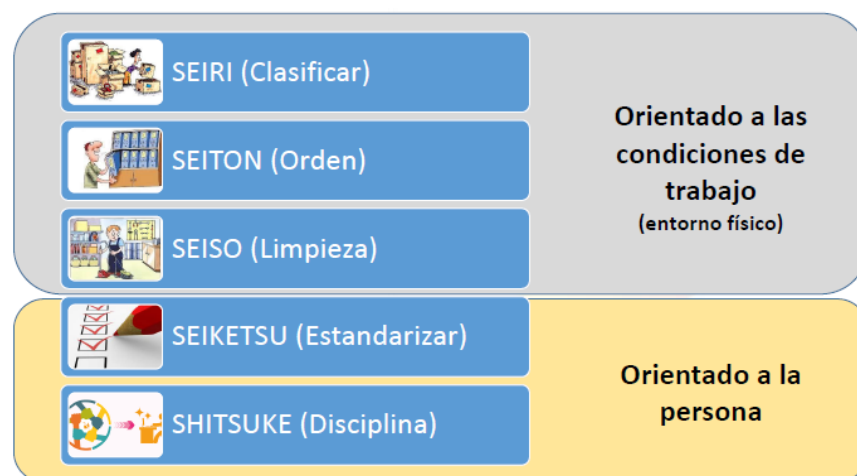 SEIRI (Clasificar)
SEITON (Orden)
SEISO (Limpieza)
Orientado a las
condiciones de
trabajo
(entorno físico)
SEIKETSU (Estandarizar)
SHITSUKE (Disciplina)
Orientado a la
persona